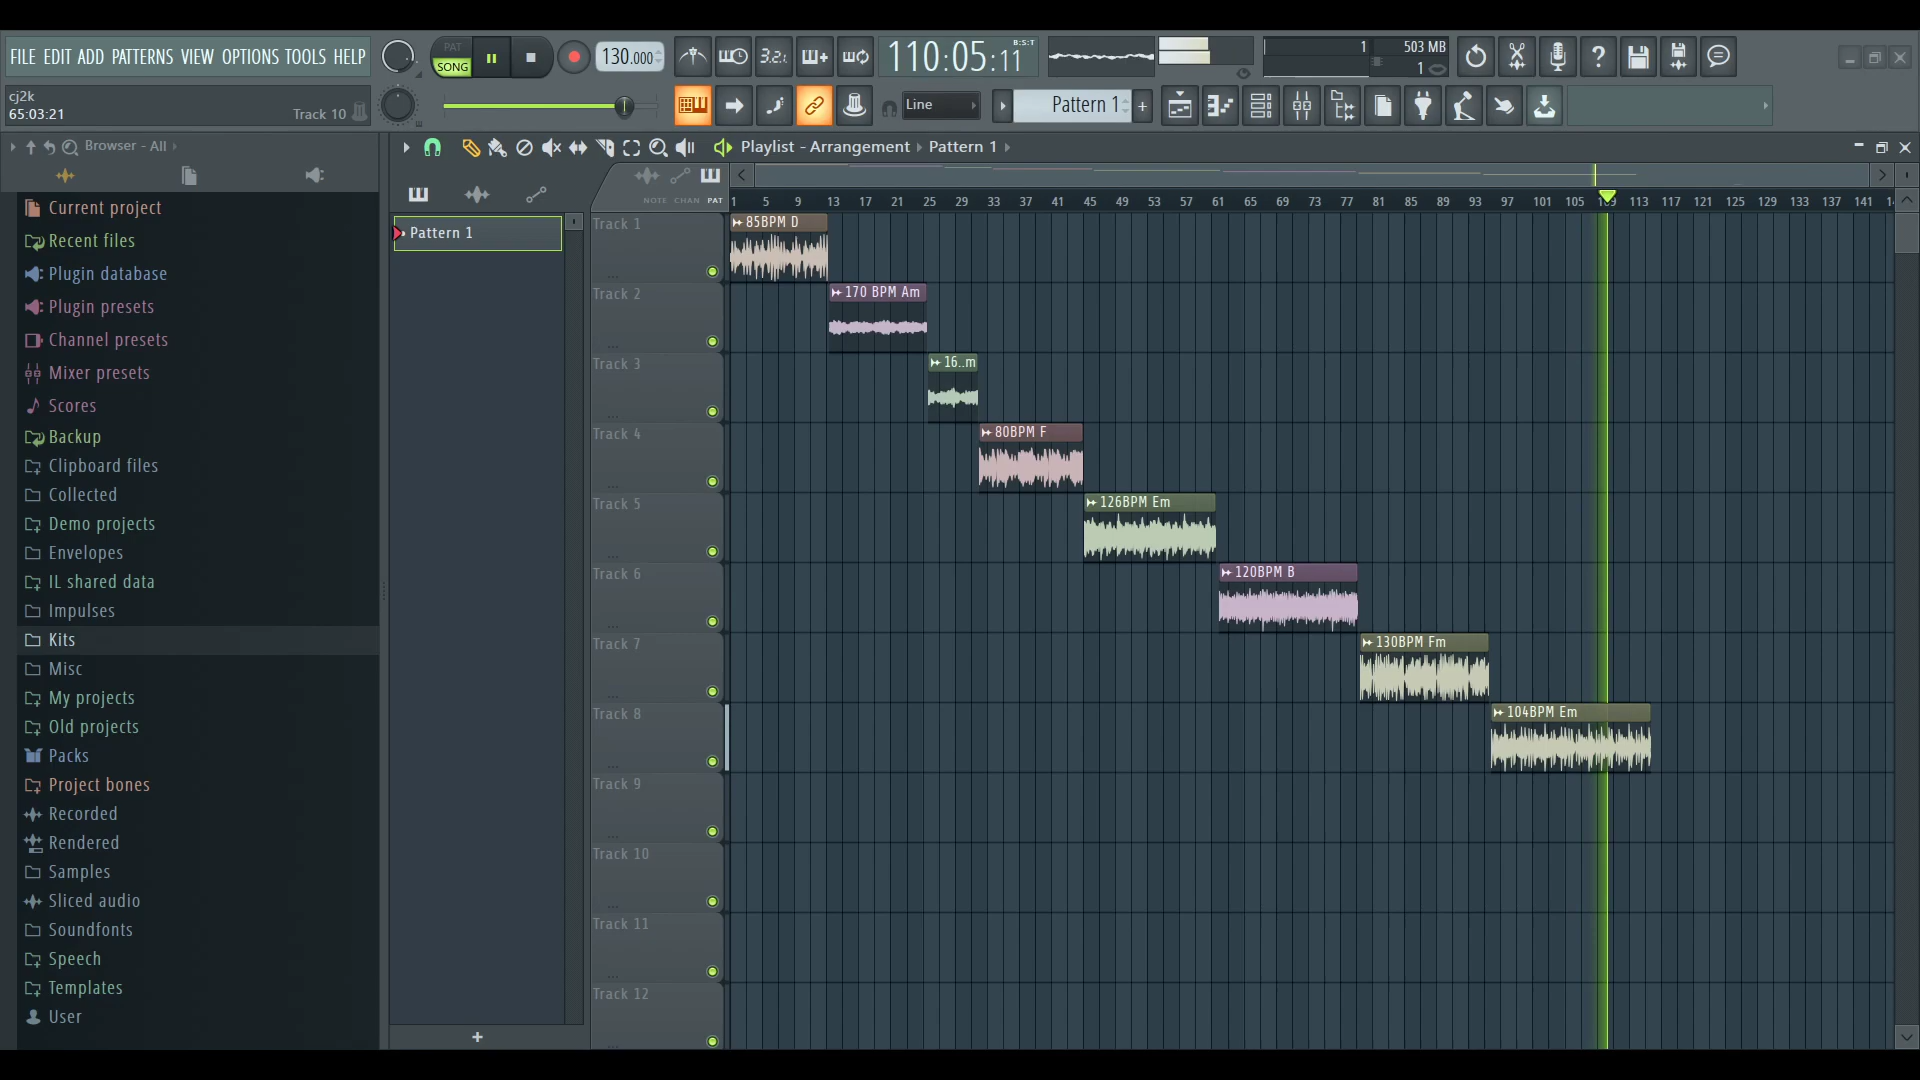 FILE EDIT ADD PATTERNS VIEW OPTIONS TOOLS HELP
PAT
SONG
130.000
3.2.
110:05:11
B:S:T
1
503 MB
1
cj2k
65:03:21
Track 10
Line
Pattern 1
+
Browser - All
Playlist - Arrangement › Pattern 1 ›
NOTE CHAN PAT
1 5 9 13 17 21 25 29 33 37 41 45 49 53 57 61 65 69 73 77 81 85 89 93 97 101 105 109 113 117 121 125 129 133 137 141
Current project
Recent files
Plugin database
Plugin presets
Channel presets
Mixer presets
Scores
Backup
Clipboard files
Collected
Demo projects
Envelopes
IL shared data
Impulses
Kits
Misc
My projects
Old projects
Packs
Project bones
Recorded
Rendered
Samples
Sliced audio
Soundfonts
Speech
Templates
User
Pattern 1
+
Track 1
85BPM D
Track 2
170 BPM Am
Track 3
16..m
Track 4
80BPM F
Track 5
126BPM Em
Track 6
120BPM B
Track 7
130BPM Fm
Track 8
104BPM Em
Track 9
Track 10
Track 11
Track 12